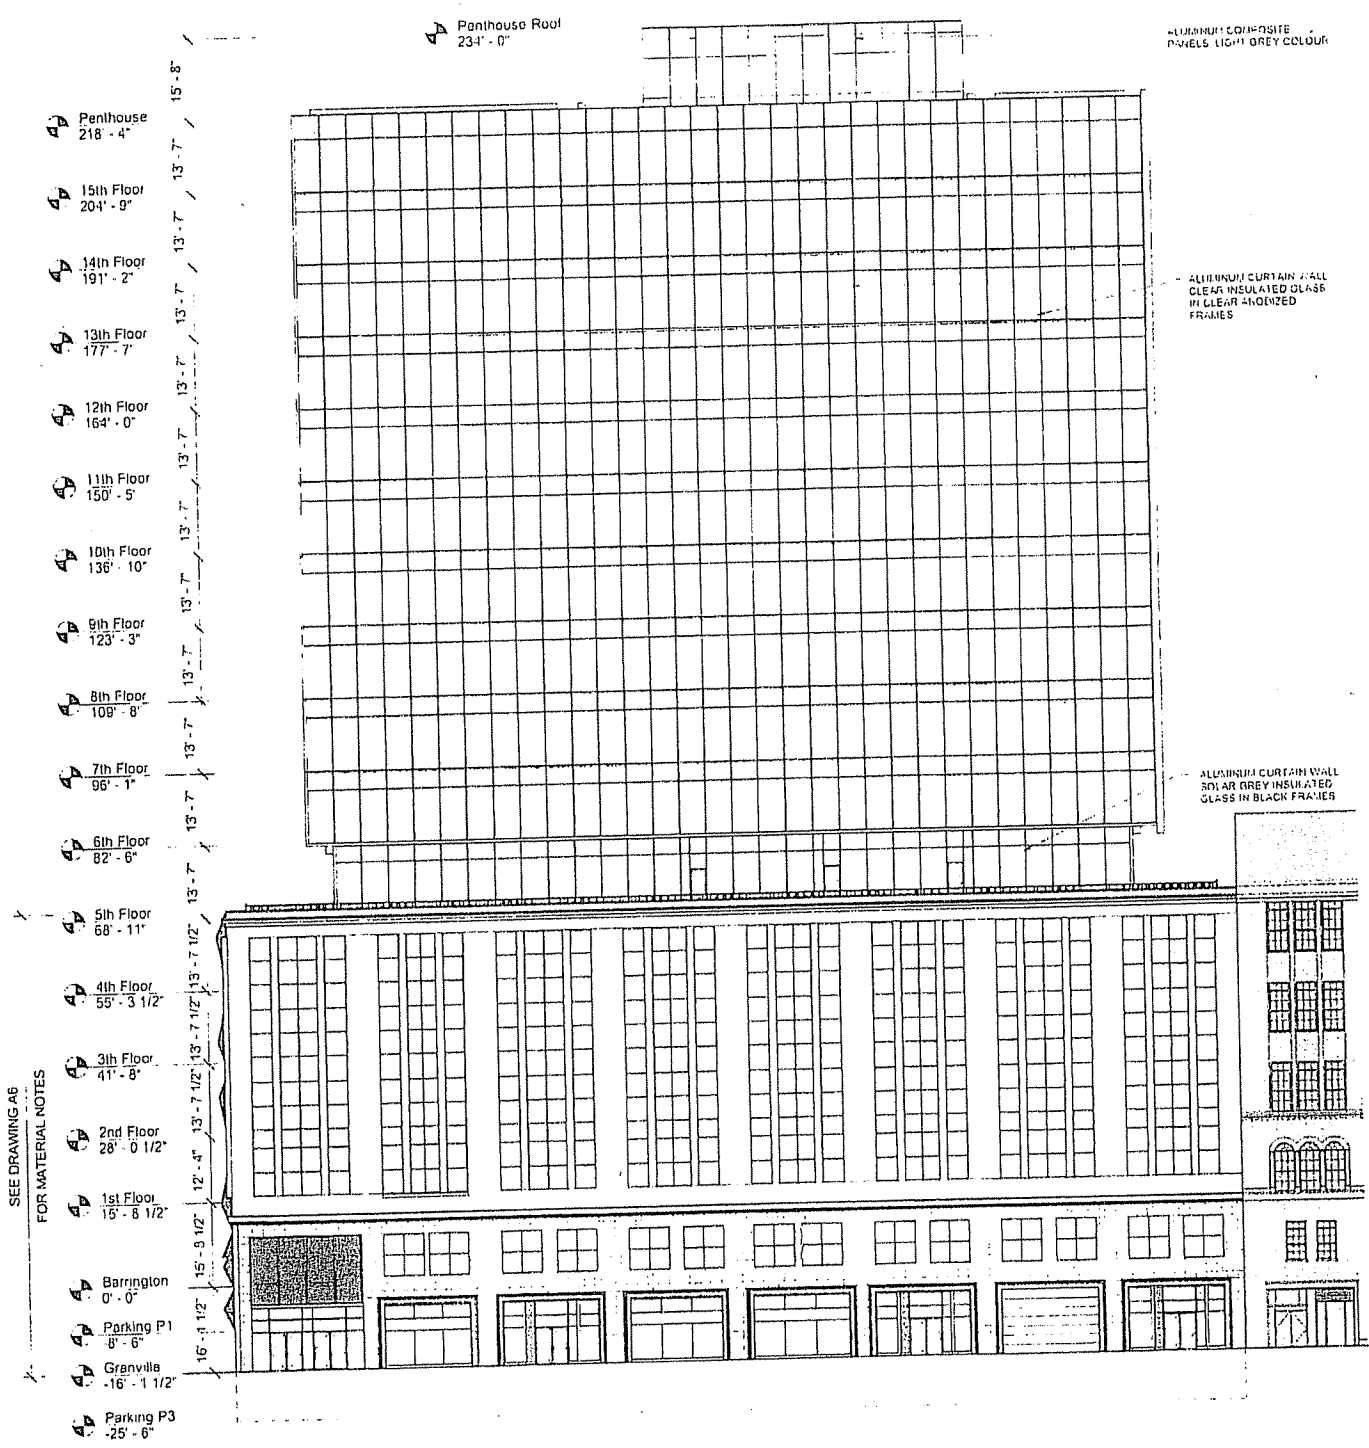 Penthouse Roof
234' - 0"
ALUMINUM COMPOSITE
PANELS LIGHT GREY COLOUR
15' - 8"
Penthouse
218' - 4"
13' - 7"
15th Floor
204' - 9"
13' - 7"
14th Floor
191' - 2"
13' - 7"
ALUMINUM CURTAIN WALL
CLEAR INSULATED GLASS
IN CLEAR ANODIZED
FRAMES
13th Floor
177' - 7"
13' - 7"
12th Floor
164' - 0"
13' - 7"
11th Floor
150' - 5"
13' - 7"
10th Floor
136' - 10"
13' - 7"
9th Floor
123' - 3"
13' - 7"
8th Floor
109' - 8"
13' - 7"
7th Floor
96' - 1"
13' - 7"
ALUMINUM CURTAIN WALL
SOLAR GREY INSULATED
GLASS IN BLACK FRAMES
6th Floor
82' - 6"
13' - 7"
5th Floor
68' - 11"
13' - 7 1/2"
4th Floor
55' - 3 1/2"
13' - 7 1/2"
3th Floor
41' - 8"
13' - 7 1/2"
2nd Floor
28' - 0 1/2"
12' - 4"
1st Floor
15' - 8 1/2"
15' - 8 1/2"
Barrington
0' - 0"
Parking P1
-8' - 6"
16' - 1 1/2"
Granville
-16' - 1 1/2"
Parking P3
-25' - 6"
SEE DRAWING A6
FOR MATERIAL NOTES